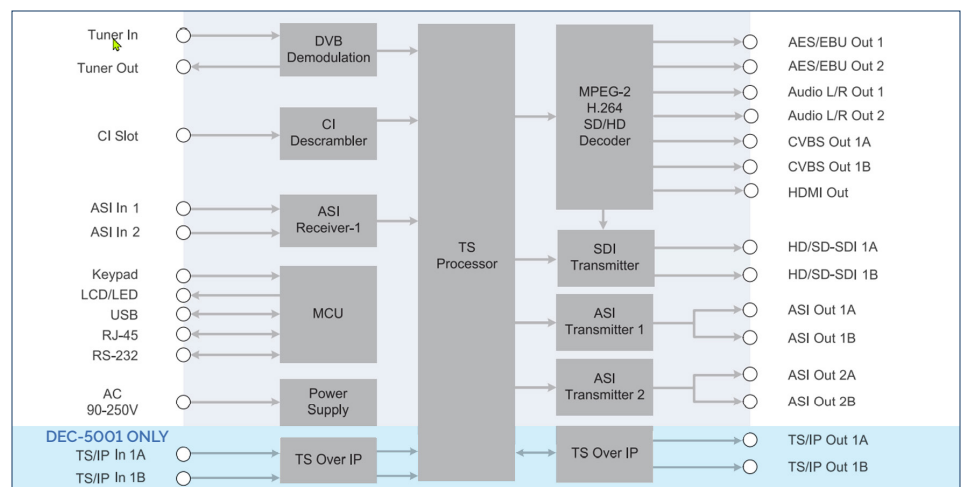 Tuner In
Tuner Out
CI Slot
ASI In 1
ASI In 2
Keypad
LCD/LED
USB
RJ-45
RS-232
AC
90-250V
DEC-5001 ONLY
TS/IP In 1A
TS/IP In 1B
DVB
Demodulation
CI
Descrambler
ASI
Receiver-1
MCU
Power
Supply
TS Over IP
TS
Processor
MPEG-2
H.264
SD/HD
Decoder
SDI
Transmitter
ASI
Transmitter 1
ASI
Transmitter 2
TS Over IP
AES/EBU Out 1
AES/EBU Out 2
Audio L/R Out 1
Audio L/R Out 2
CVBS Out 1A
CVBS Out 1B
HDMI Out
HD/SD-SDI 1A
HD/SD-SDI 1B
ASI Out 1A
ASI Out 1B
ASI Out 2A
ASI Out 2B
TS/IP Out 1A
TS/IP Out 1B